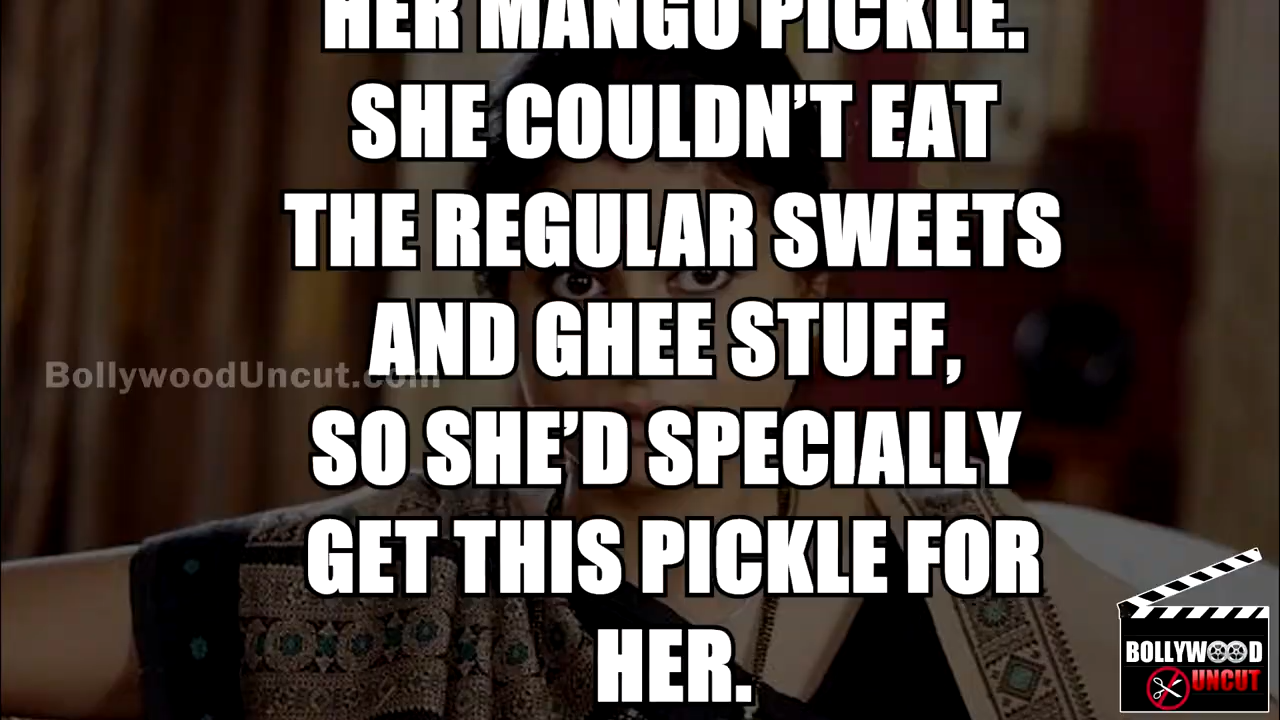 HER MANGO PICKLE.
SHE COULDN’T EAT
THE REGULAR SWEETS
AND GHEE STUFF,
BollywoodUncut.com
SO SHE’D SPECIALLY
GET THIS PICKLE FOR
HER.
BOLLYWOOD
UNCUT